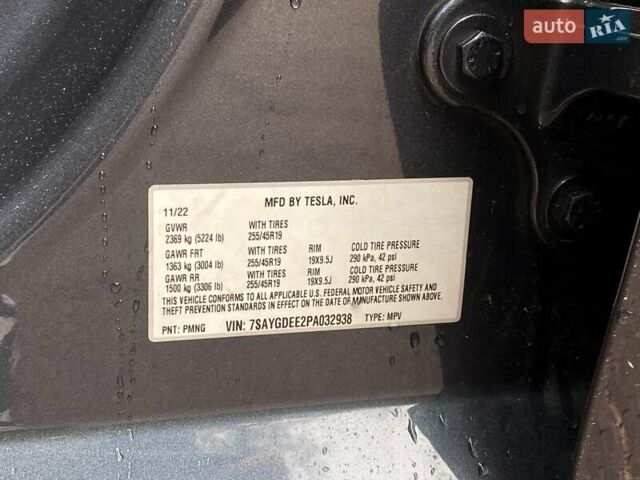 auto RIA.com
MFD BY TESLA, INC.
11/22
GVWR WITH TIRES
2369 kg (5224 lb) 255/45R19
GAWR FRT WITH TIRES RIM COLD TIRE PRESSURE
1363 kg (3004 lb) 255/45R19 19X9.5J 290 kPa, 42 psi
GAWR RR WITH TIRES RIM COLD TIRE PRESSURE
1500 kg (3306 lb) 255/45R19 19X9.5J 290 kPa, 42 psi
THIS VEHICLE CONFORMS TO ALL APPLICABLE U.S. FEDERAL MOTOR VEHICLE SAFETY AND
THEFT PREVENTION STANDARDS IN EFFECT ON THE DATE OF MANUFACTURE SHOWN ABOVE.
PNT: PMNG VIN: 7SAYGDEE2PA032938 TYPE: MPV